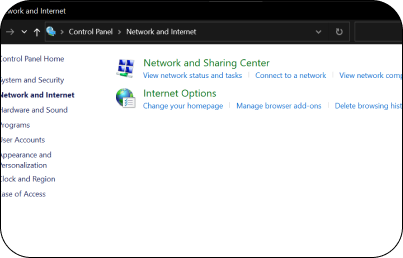 work and Internet
Control Panel > Network and Internet
Control Panel Home
System and Security
Network and Internet
Hardware and Sound
Programs
User Accounts
Appearance and
Personalization
Clock and Region
Ease of Access
Network and Sharing Center
View network status and tasks
Connect to a network
View network comp
Internet Options
Change your homepage
Manage browser add-ons
Delete browsing hist